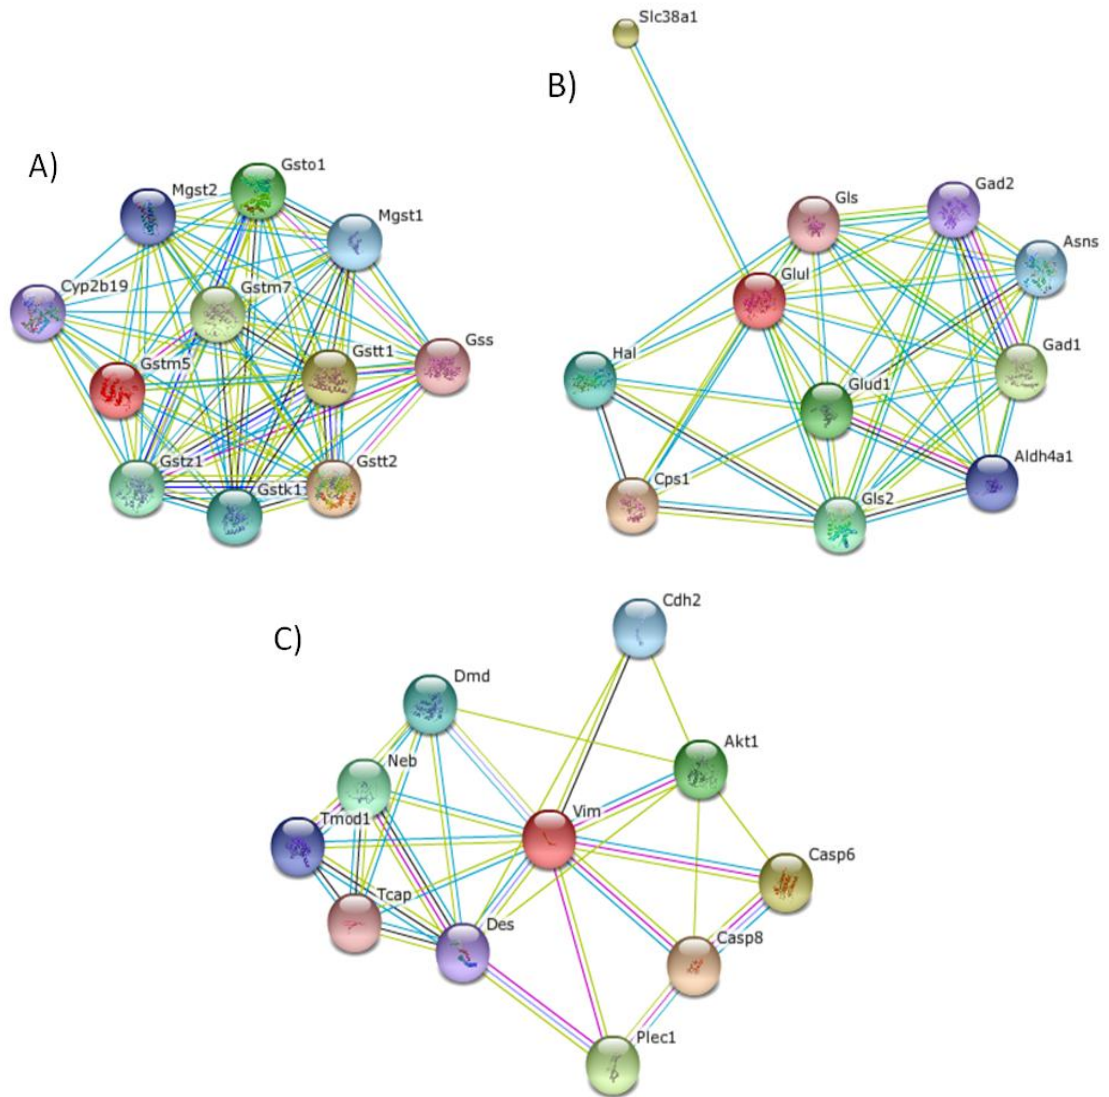 Slc38a1
B)
A)
Gsto1
Mgst2
Mgst1
Cyp2b19
Gstm7
Gstm5
Gstt1
Gss
Gstz1
Gstk1
Gstt2
Gls
Gad2
Asns
Glul
Hal
Glud1
Gad1
Cps1
Gls2
Aldh4a1
C)
Cdh2
Dmd
Akt1
Neb
Vim
Tmod1
Casp6
Tcap
Des
Casp8
Plec1